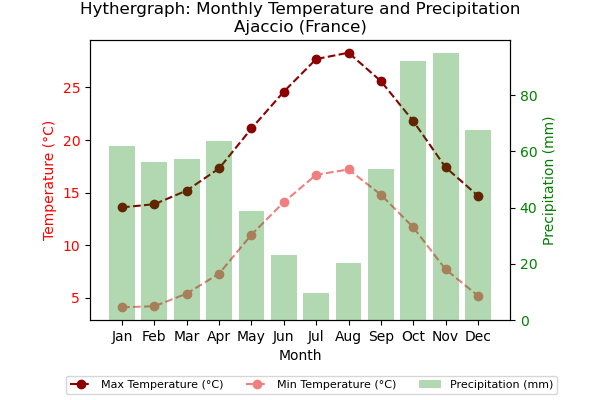 Hythergraph: Monthly Temperature and Precipitation
Ajaccio (France)
Temperature (°C)
25
20
15
10
5
Precipitation (mm)
80
60
40
20
0
Jan Feb Mar Apr May Jun Jul Aug Sep Oct Nov Dec
Month
Max Temperature (°C) Min Temperature (°C) Precipitation (mm)